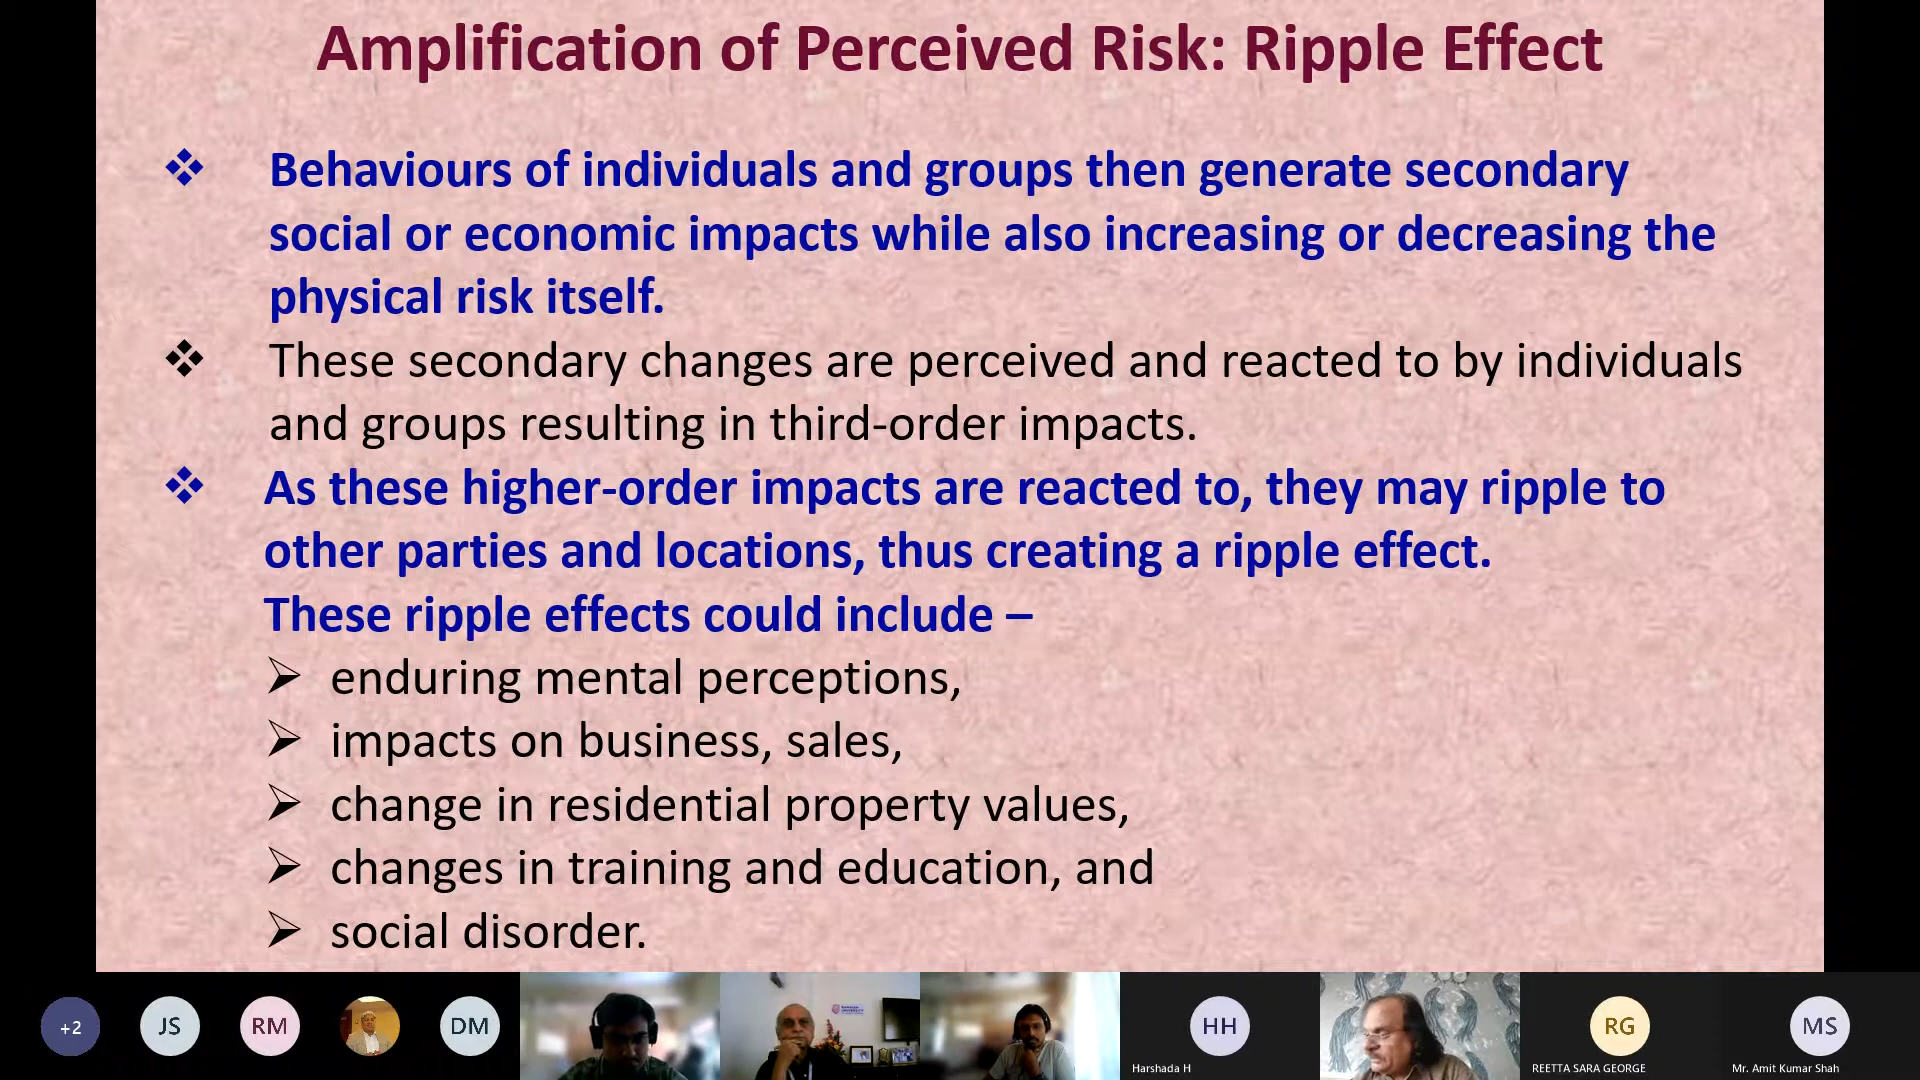 Amplification of Perceived Risk: Ripple Effect
Behaviours of individuals and groups then generate secondary
social or economic impacts while also increasing or decreasing the
physical risk itself.
These secondary changes are perceived and reacted to by individuals
and groups resulting in third-order impacts.
As these higher-order impacts are reacted to, they may ripple to
other parties and locations, thus creating a ripple effect.
These ripple effects could include –
enduring mental perceptions,
impacts on business, sales,
change in residential property values,
changes in training and education, and
social disorder.
+2
JS
RM
DM
HH
Harshada H
RG
REETTA SARA GEORGE
MS
Mr. Amit Kumar Shah